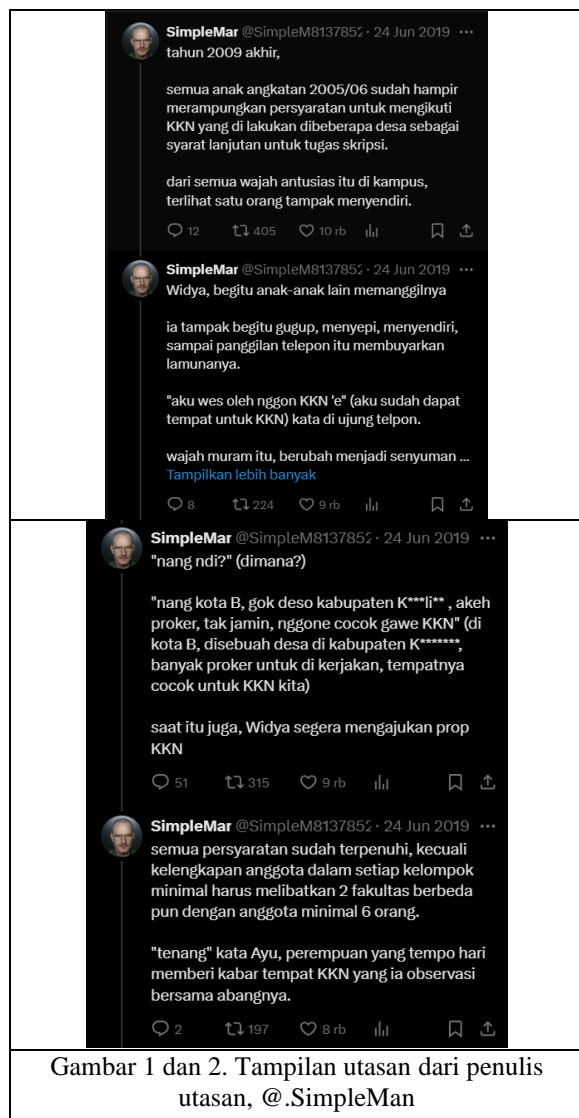 SimpleMar @SimpleM8137852 · 24 Jun 2019 ···
tahun 2009 akhir,
semua anak angkatan 2005/06 sudah hampir
merampungkan persyaratan untuk mengikuti
KKN yang di lakukan dibeberapa desa sebagai
syarat lanjutan untuk tugas skripsi.
dari semua wajah antusias itu di kampus,
terlihat satu orang tampak menyendiri.
12 405 10 rb
SimpleMar @SimpleM8137852 · 24 Jun 2019 ···
Widya, begitu anak-anak lain memanggilnya
ia tampak begitu gugup, menyepi, menyendiri,
sampai panggilan telepon itu membuyarkan
lamunanya.
"aku wes oleh nggon KKN 'e" (aku sudah dapat
tempat untuk KKN) kata di ujung telpon.
wajah muram itu, berubah menjadi senyuman ...
Tampilkan lebih banyak
8 224 9 rb
SimpleMar @SimpleM8137852 · 24 Jun 2019 ···
"nang ndi?" (dimana?)
"nang kota B, gok deso kabupaten K***li** , akeh
proker, tak jamin, nggone cocok gawe KKN" (di
kota B, disebuah desa di kabupaten K*******,
banyak proker untuk di kerjakan, tempatnya
cocok untuk KKN kita)
saat itu juga, Widya segera mengajukan prop
KKN
51 315 9 rb
SimpleMar @SimpleM8137852 · 24 Jun 2019 ···
semua persyaratan sudah terpenuhi, kecuali
kelengkapan anggota dalam setiap kelompok
minimal harus melibatkan 2 fakultas berbeda
pun dengan anggota minimal 6 orang.
"tenang" kata Ayu, perempuan yang tempo hari
memberi kabar tempat KKN yang ia observasi
bersama abangnya.
2 197 8 rb
Gambar 1 dan 2. Tampilan utasan dari penulis
utasan, @.SimpleMan